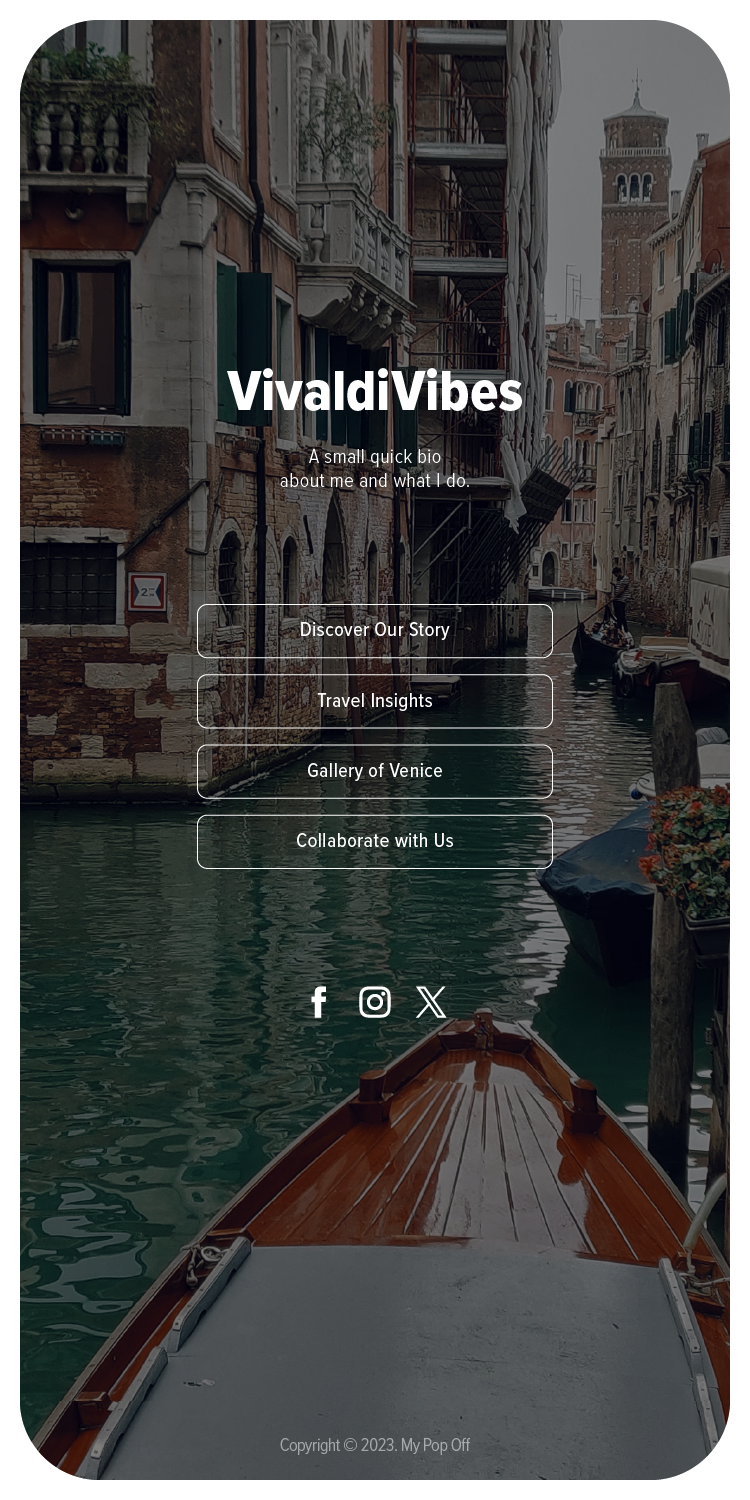 VivaldiVibes
A small quick bio
about me and what I do.
Discover Our Story
Travel Insights
Gallery of Venice
Collaborate with Us
Copyright © 2023. My Pop Off